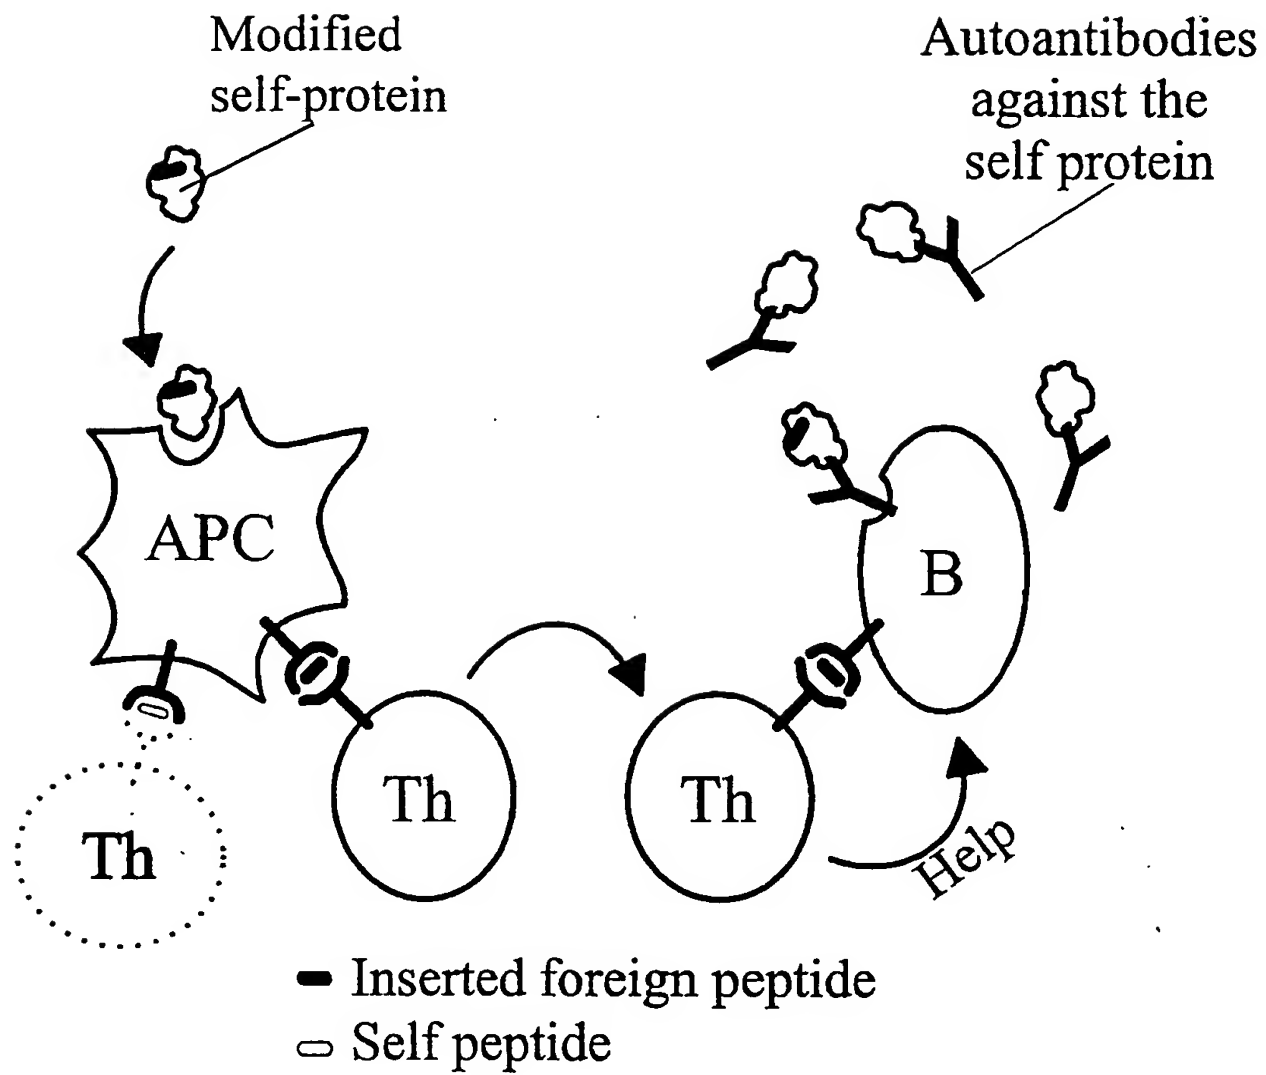 Modified
self-protein
Autoantibodies
against the
self protein
APC
B
Th
Th
Th
Help
Inserted foreign peptide
Self peptide